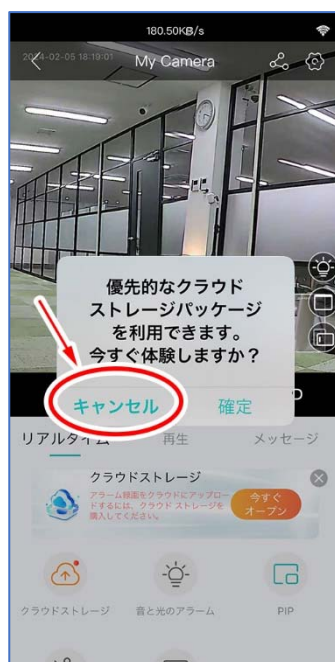 180.50KB/s
2024-02-05 18:19:01
My Camera
優先的なクラウド
ストレージパッケージ
を利用できます。
今すぐ体験しますか？
キャンセル
確定
リアルタイム
再生
メッセージ
クラウドストレージ
アラーム録画をクラウドにアップロー
ドするには、クラウド ストレージを
購入してください。
今すぐ
オープン
クラウドストレージ
音と光のアラーム
PIP